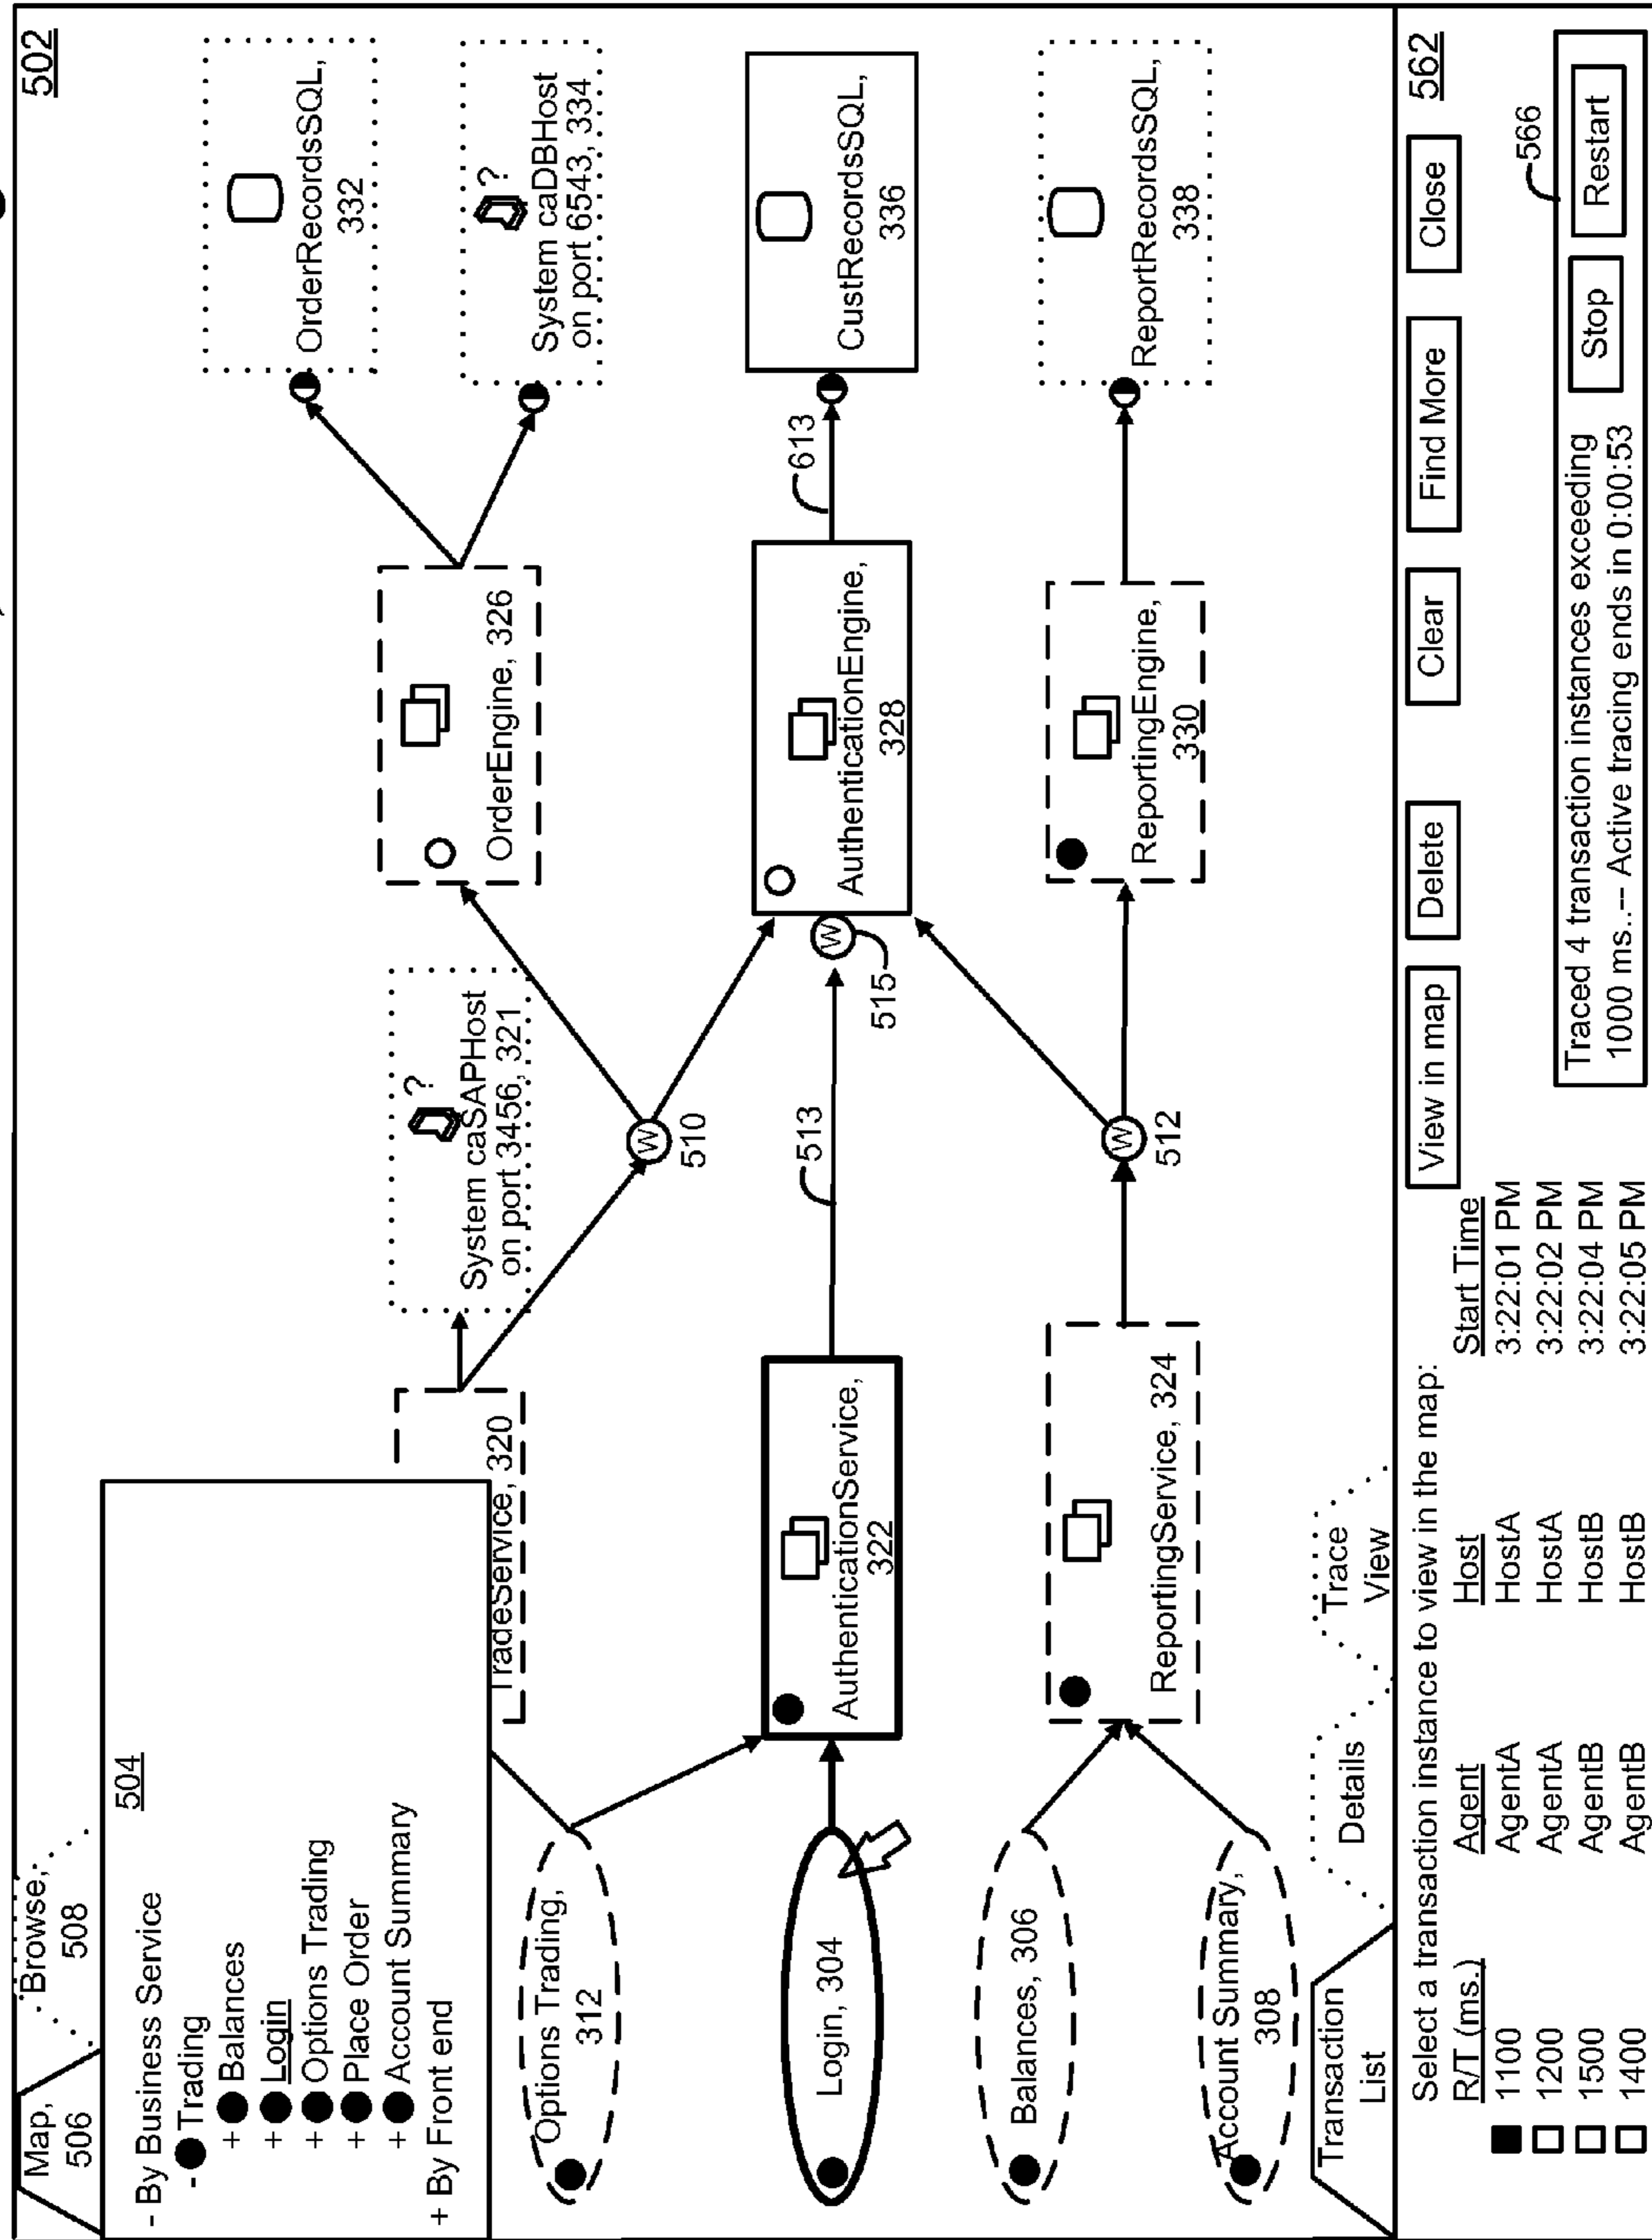 502
Map,
506
Browse,
508
504
- By Business Service
- Trading
+ Balances
+ Login
+ Options Trading
+ Place Order
+ Account Summary
+ By Front end
TradeService, 320
?
System caSAPHost
on port 3456, 321
OrderEngine, 326
OrderRecordsSQL,
332
?
System caDBHost
on port 6543, 334
Options Trading,
312
W
510
Login, 304
AuthenticationService,
322
513
W
515
AuthenticationEngine,
328
613
CustRecordsSQL,
336
Balances, 306
Account Summary,
308
ReportingService, 324
W
512
ReportingEngine,
330
ReportRecordsSQL,
338
Transaction
List
Details
Trace
View
562
Select a transaction instance to view in the map:
View in map
Delete
Clear
Find More
Close
R/T (ms.) Agent Host Start Time
1100 AgentA HostA 3:22:01 PM
1200 AgentA HostA 3:22:02 PM
1500 AgentB HostB 3:22:04 PM
1400 AgentB HostB 3:22:05 PM
566
Traced 4 transaction instances exceeding
1000 ms..-- Active tracing ends in 0:00:53
Stop
Restart